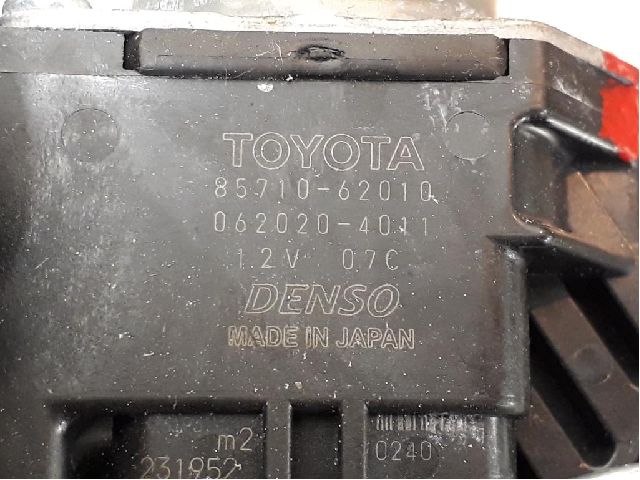 TOYOTA
85710-62010
062020-4011
12V 07C
DENSO
MADE IN JAPAN
m2
231952
0240